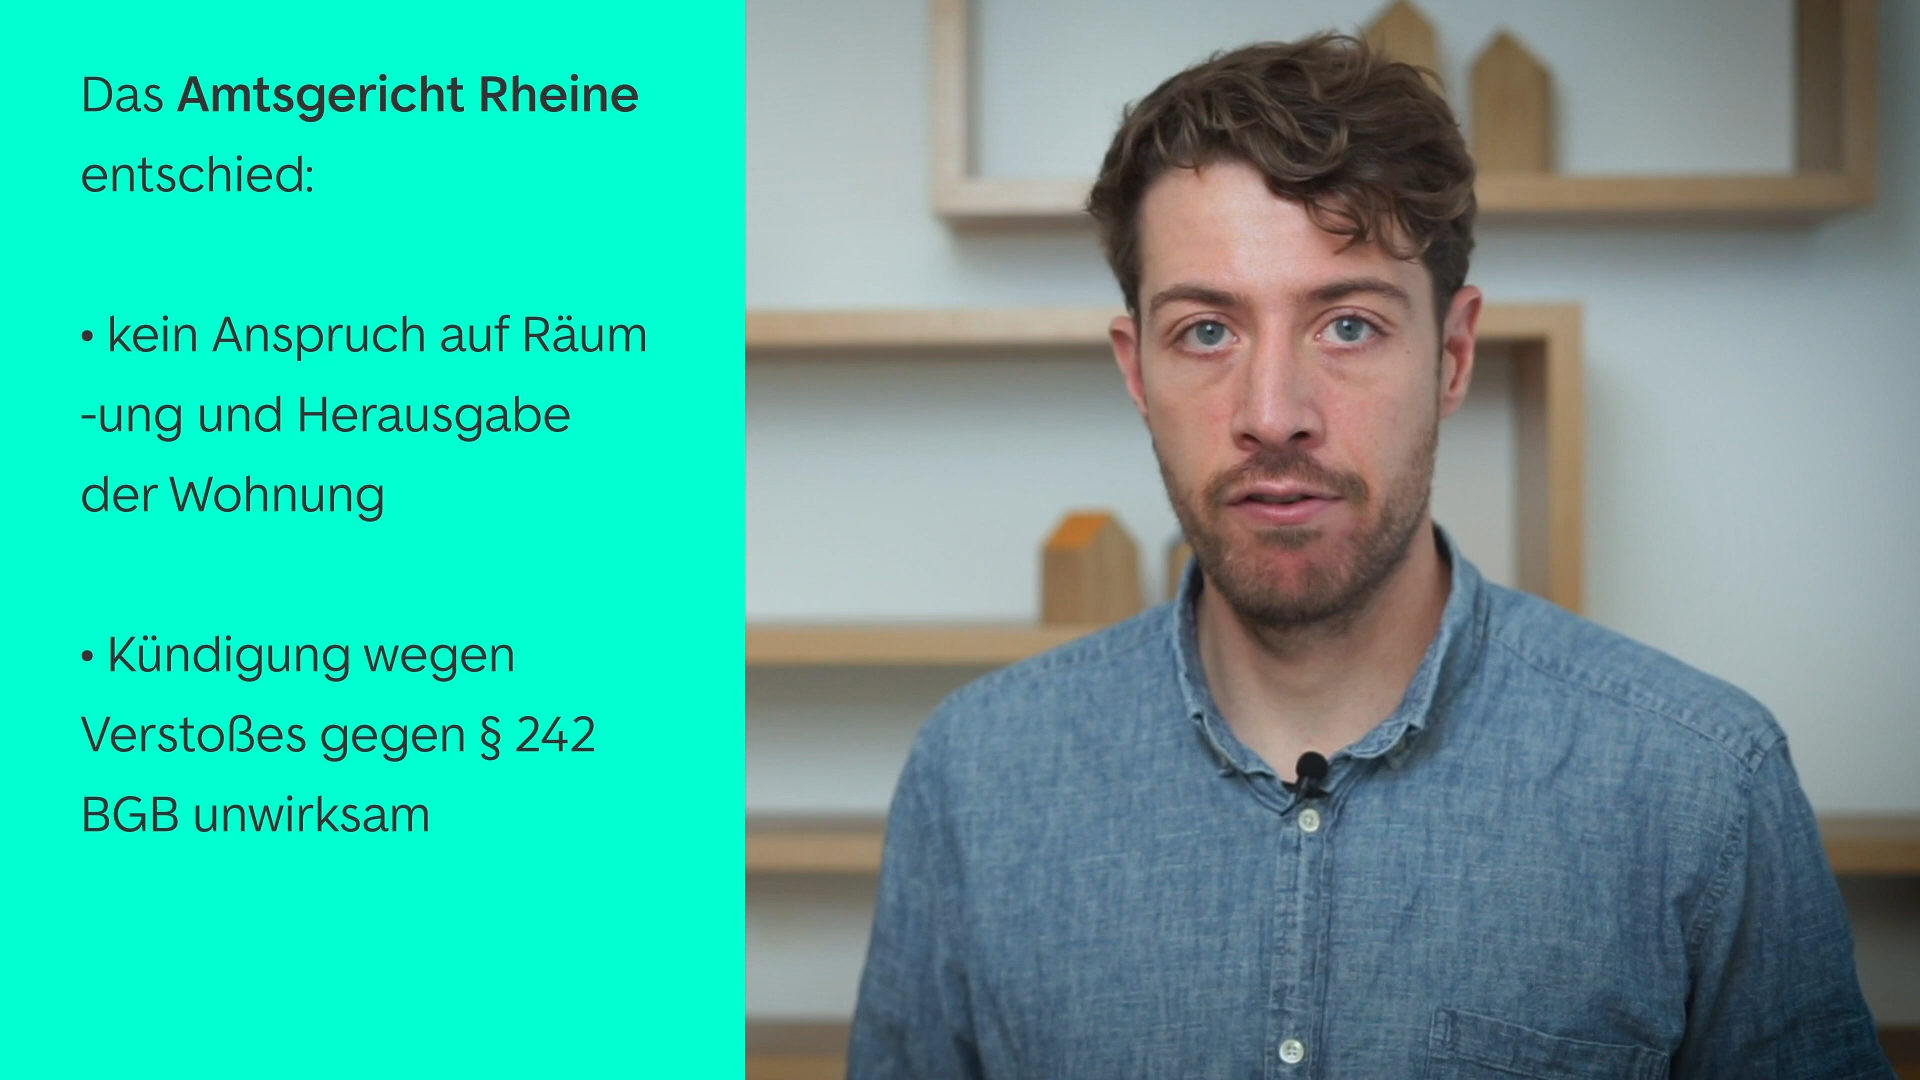 Das Amtsgericht Rheine
entschied:
• kein Anspruch auf Räum
-ung und Herausgabe
der Wohnung
• Kündigung wegen
Verstoßes gegen § 242
BGB unwirksam